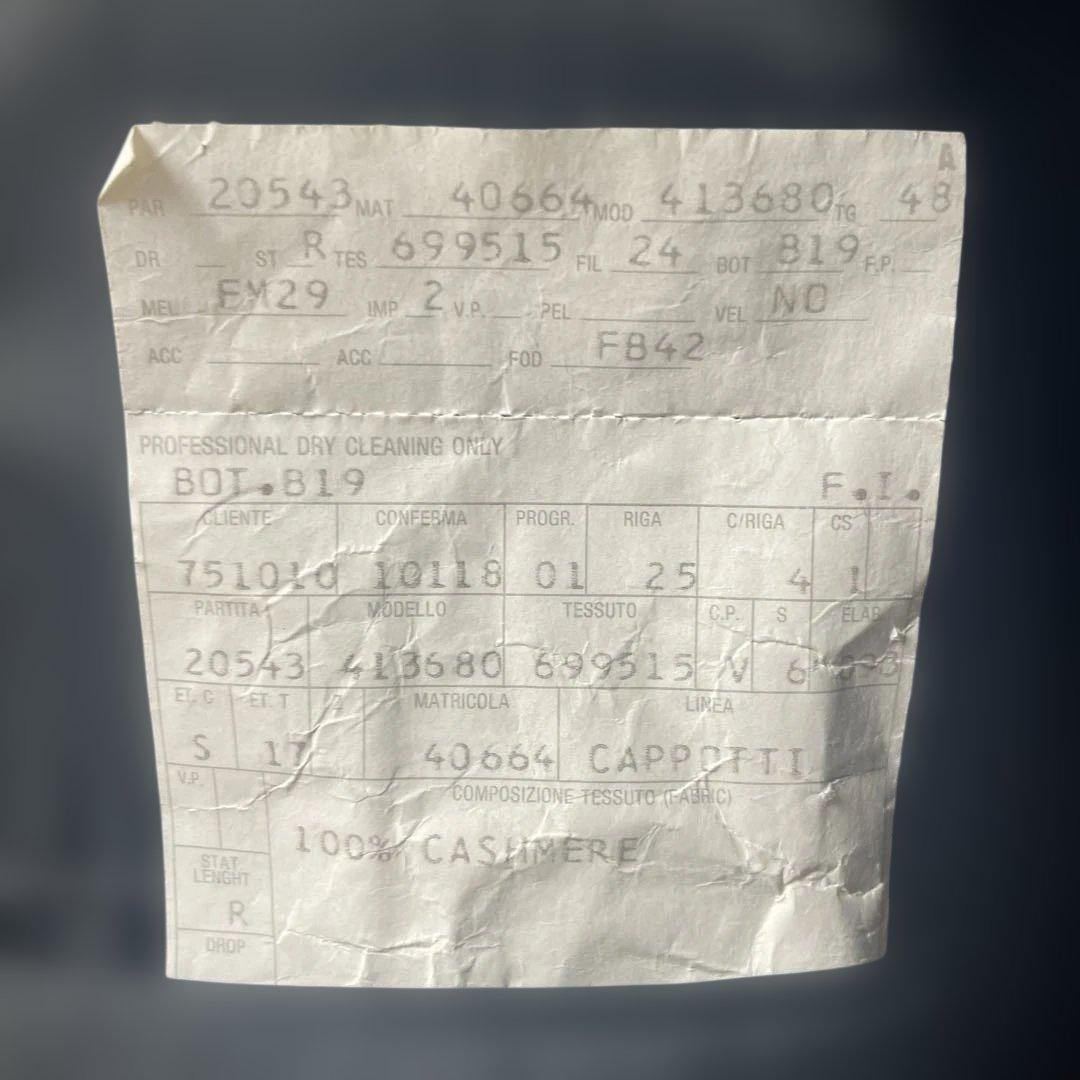 A
PAR 20543 MAT 40664 MOD 413680 TG 48
DR ST R TES 699515 FIL 24 BOT 819 F.P.
MEL EM29 IMP 2 V.P. PEL VEL NO
ACC ACC FOD FB42
PROFESSIONAL DRY CLEANING ONLY
BOT.819 F.I.
CLIENTE CONFERMA PROGR. RIGA C/RIGA CS
751010 10118 01 25 4 1
PARTITA MODELLO TESSUTO C.P. S ELAB
20543 413680 699515 V 6
ET. C ET. T MATRICOLA LINEA
S 17 40664 CAPPOTTI
V.P. COMPOSIZIONE TESSUTO (FABRIC)
100% CASHMERE
STAT.
LENGHT
R
DROP